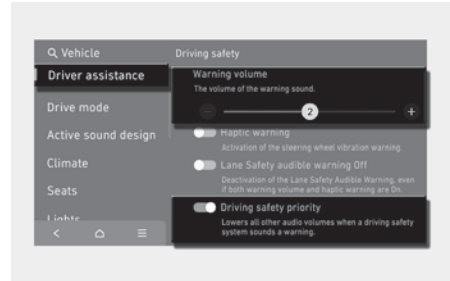 Vehicle
Driving safety
Driver assistance
Drive mode
Active sound design
Climate
Seats
Lights
Warning volume
The volume of the warning sound.
2
Haptic warning
Activation of the steering wheel vibration warning.
Lane Safety audible warning Off
Deactivation of the Lane Safety Audible Warning, even
if both warning volume and haptic warning are On.
Driving safety priority
Lowers all other audio volumes when a driving safety
system sounds a warning.